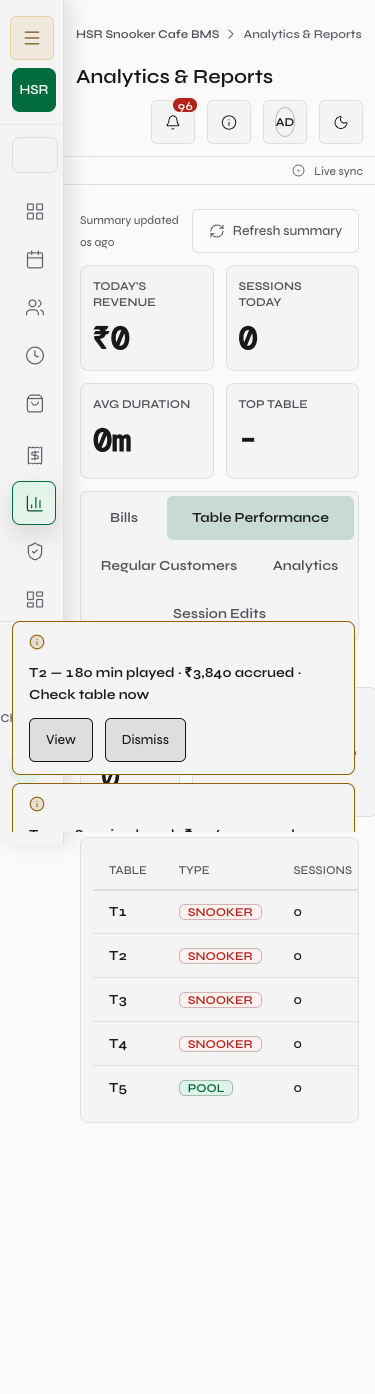 HSR Snooker Cafe BMS > Analytics & Reports
HSR
Analytics & Reports
96
AD
Live sync
Summary updated
0s ago
Refresh summary
TODAY'S
REVENUE
SESSIONS
TODAY
₹0
0
AVG DURATION
TOP TABLE
0m
-
Bills
Table Performance
Regular Customers
Analytics
Session Edits
T2 — 180 min played · ₹3,840 accrued ·
Check table now
View
Dismiss
TABLE
TYPE
SESSIONS
T1
SNOOKER
0
T2
SNOOKER
0
T3
SNOOKER
0
T4
SNOOKER
0
T5
POOL
0